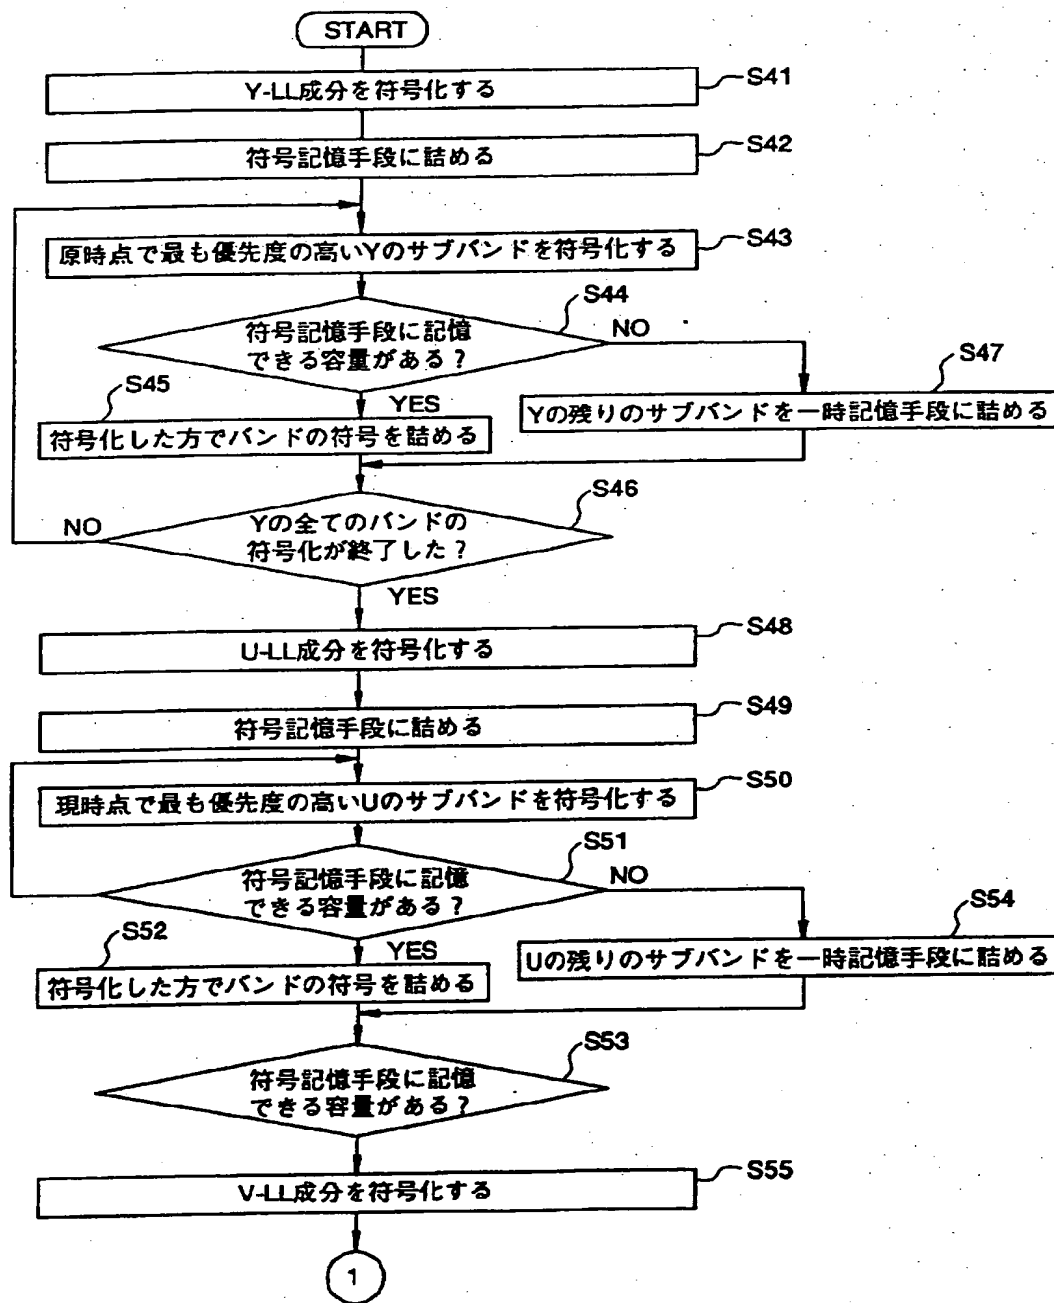 START
Y-LL成分を符号化する
S41
符号記憶手段に詰める
S42
原時点で最も優先度の高いYのサブバンドを符号化する
S43
符号記憶手段に記憶
できる容量がある?
S44
NO
YES
S45
符号化した方でバンドの符号を詰める
S47
Yの残りのサブバンドを一時記憶手段に詰める
Yの全てのバンドの
符号化が終了した?
S46
NO
YES
U-LL成分を符号化する
S48
符号記憶手段に詰める
S49
現時点で最も優先度の高いUのサブバンドを符号化する
S50
符号記憶手段に記憶
できる容量がある?
S51
NO
YES
S52
符号化した方でバンドの符号を詰める
S54
Uの残りのサブバンドを一時記憶手段に詰める
符号記憶手段に記憶
できる容量がある?
S53
V-LL成分を符号化する
S55
1